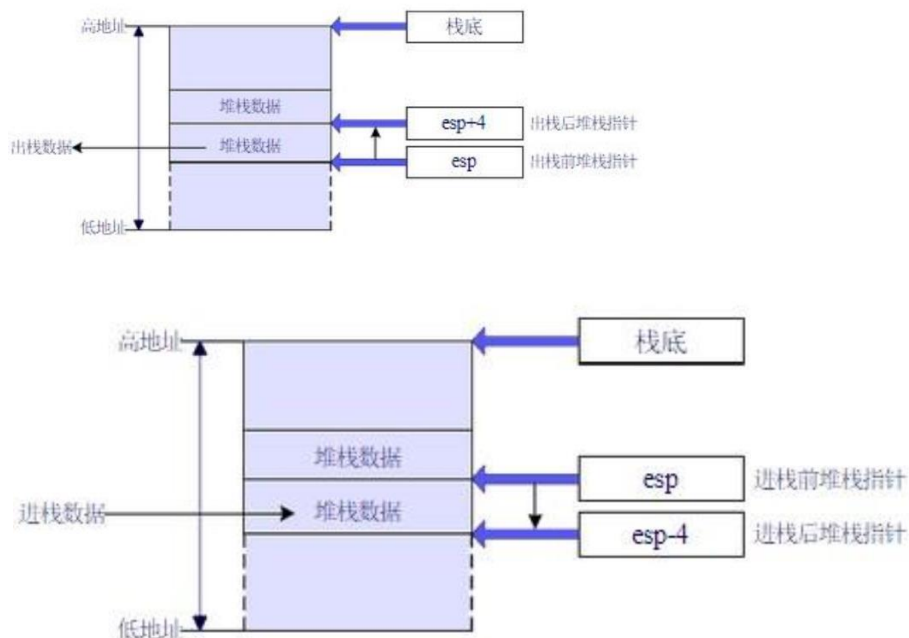 高地址
栈底
堆栈数据
esp+4
出栈后堆栈指针
出栈数据
堆栈数据
esp
出栈前堆栈指针
低地址
高地址
栈底
堆栈数据
esp
进栈前堆栈指针
进栈数据
堆栈数据
esp-4
进栈后堆栈指针
低地址